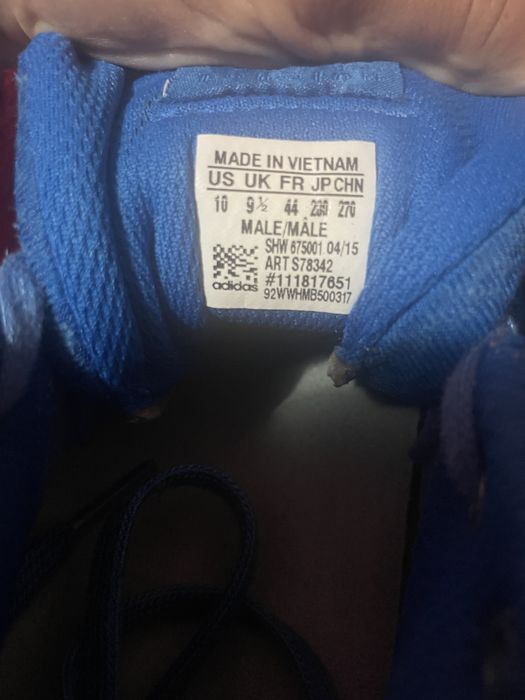 MADE IN VIETNAM
US UK FR JP CHN
10 9½ 44 280 270
MALE/MÂLE
SHW 675001 04/15
ART S78342
#111817651
adidas
92WWHMB500317